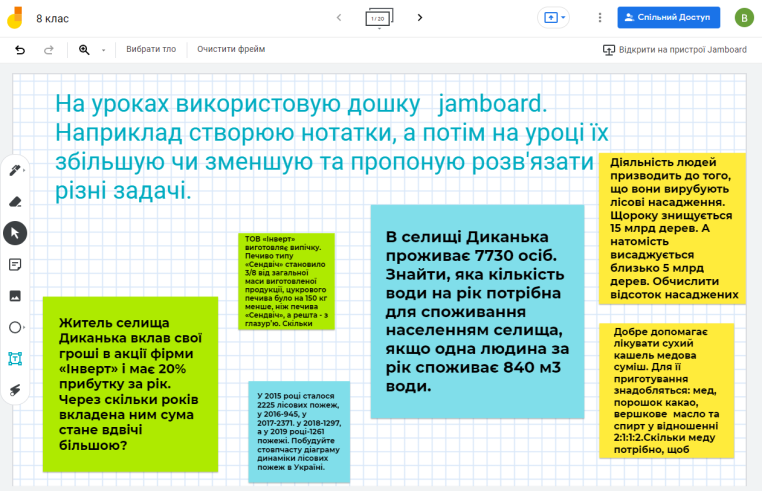 8 клас
1 / 20
Спільний Доступ
B
Вибрати тло
Очистити фрейм
Відкрити на пристрої Jamboard
На уроках використовую дошку jamboard.
Наприклад створюю нотатки, а потім на уроці їх
збільшую чи зменшую та пропоную розв'язати
різні задачі.
Діяльність людей
призводить до того,
що вони вирубують
лісові насадження.
Щороку знищується
15 млрд дерев. А
натомість
висаджується
близько 5 млрд
дерев. Обчислити
відсоток насаджених
В селищі Диканька
проживає 7730 осіб.
Знайти, яка кількість
води на рік потрібна
для споживання
населенням селища,
якщо одна людина за
рік споживає 840 м3
води.
ТОВ «Інверт»
виготовляє випічку.
Печиво типу
«Сендвіч» становило
3/8 від загальної
маси виготовленої
продукції, цукрового
печива було на 150 кг
менше, ніж печива
«Сендвіч», а решта - з
глазур'ю. Скільки
Житель селища
Диканька вклав свої
гроші в акції фірми
«Інверт» і має 20%
прибутку за рік.
Через скільки років
вкладена ним сума
стане вдвічі
більшою?
У 2015 році сталося
2225 лісових пожеж,
у 2016-945, у
2017-2371. у 2018-1297,
а у 2019 році-1261
пожежі. Побудуйте
стовпчасту діаграму
динаміки лісових
пожеж в Україні.
Добре допомагає
лікувати сухий
кашель медова
суміш. Для її
приготування
знадобляться: мед,
порошок какао,
вершкове масло та
спирт у відношенні
2:1:1:2.Скільки меду
потрібно, щоб